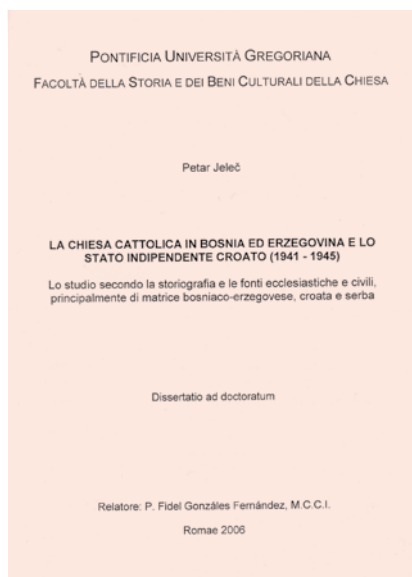 PONTIFICIA UNIVERSITÀ GREGORIANA
FACOLTÀ DELLA STORIA E DEI BENI CULTURALI DELLA CHIESA
Petar Jeleč
LA CHIESA CATTOLICA IN BOSNIA ED ERZEGOVINA E LO
STATO INDIPENDENTE CROATO (1941 - 1945)
Lo studio secondo la storiografia e le fonti ecclesiastiche e civili,
principalmente di matrice bosniaco-erzegovese, croata e serba
Dissertatio ad doctoratum
Relatore: P. Fidel Gonzáles Fernández, M.C.C.I.
Romae 2006